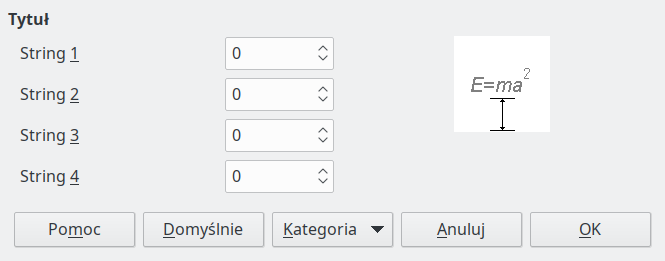 Tytuł
String 1 0
String 2 0
E=ma²
String 3 0
String 4 0
Pomoc Domyślnie Kategoria Anuluj OK